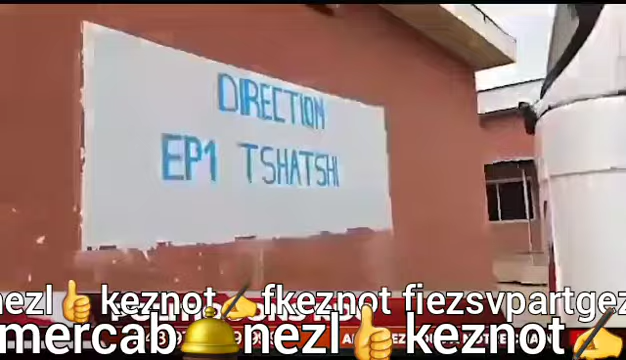 DIRECTION
EP1 TSHATSHI
nezl👍keznot✍fkeznot fiezsvpartgez
mercab🛎nezl👍keznot✍